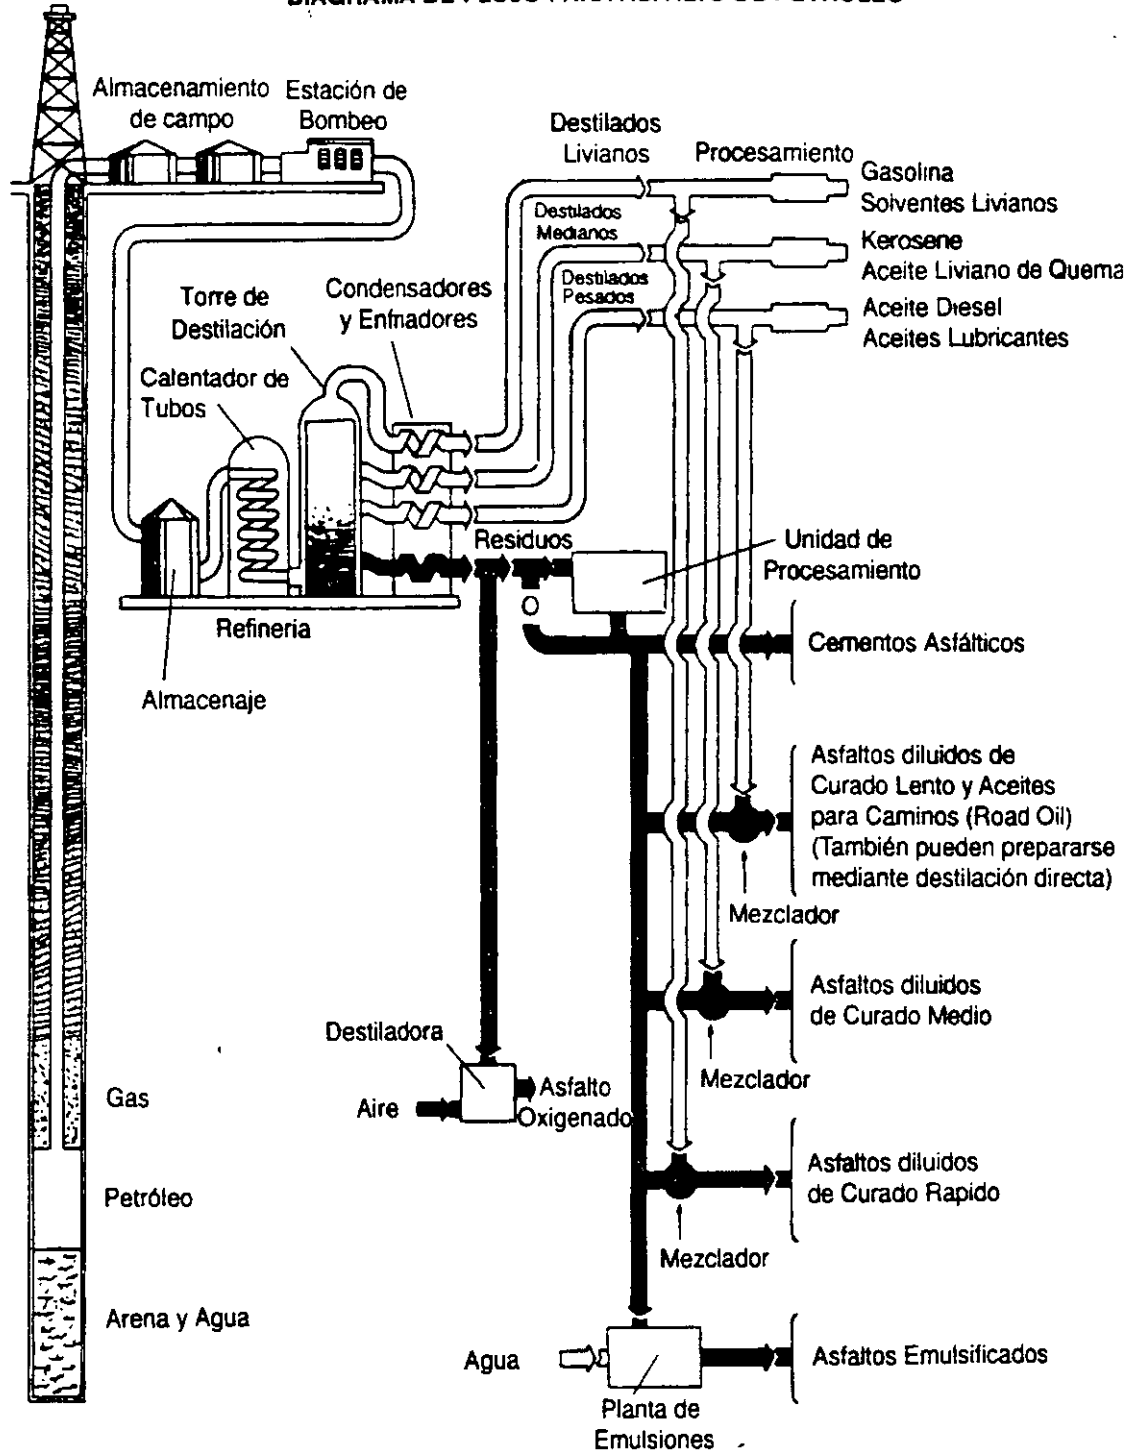 Almacenamiento
de campo
Estación de
Bombeo
Destilados
Livianos
Procesamiento
Gasolina
Solventes Livianos
Destilados
Medianos
Kerosene
Aceite Liviano de Quema
Destilados
Pesados
Aceite Diesel
Aceites Lubricantes
Torre de
Destilación
Condensadores
y Enfriadores
Calentador de
Tubos
Residuos
Unidad de
Procesamiento
Refineria
Almacenaje
Cementos Asfálticos
Asfaltos diluidos de
Curado Lento y Aceites
para Caminos (Road Oil)
(También pueden prepararse
mediante destilación directa)
Mezclador
Asfaltos diluidos
de Curado Medio
Mezclador
Destiladora
Aire
Asfalto
Oxigenado
Gas
Petróleo
Arena y Agua
Asfaltos diluidos
de Curado Rapido
Mezclador
Agua
Asfaltos Emulsificados
Planta de
Emulsiones